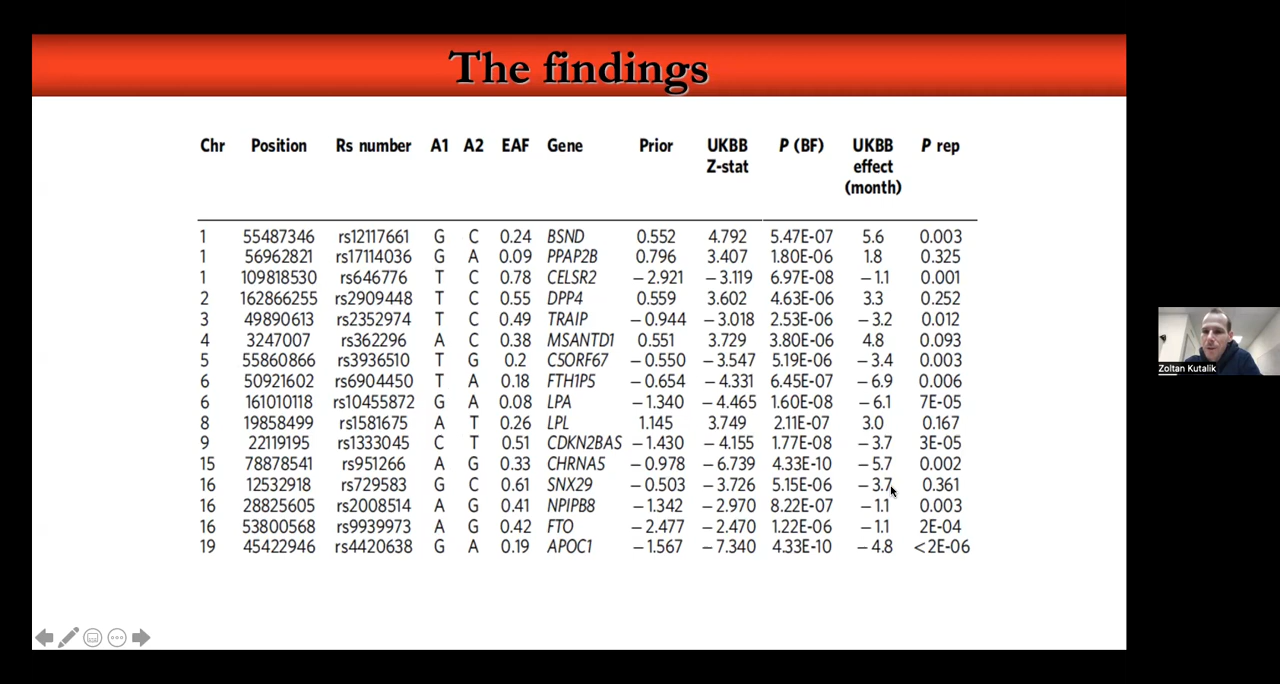 The findings
Chr Position Rs number A1 A2 EAF Gene Prior UKBB Z-stat P (BF) UKBB effect (month) P rep
1 55487346 rs12117661 G C 0.24 BSND 0.552 4.792 5.47E-07 5.6 0.003
1 56962821 rs17114036 G A 0.09 PPAP2B 0.796 3.407 1.80E-06 1.8 0.325
1 109818530 rs646776 T C 0.78 CELSR2 −2.921 −3.119 6.97E-08 −1.1 0.001
2 162866255 rs2909448 T C 0.55 DPP4 0.559 3.602 4.63E-06 3.3 0.252
3 49890613 rs2352974 T C 0.49 TRAIP −0.944 −3.018 2.53E-06 −3.2 0.012
4 3247007 rs362296 A C 0.38 MSANTD1 0.551 3.729 3.80E-06 4.8 0.093
5 55860866 rs3936510 T G 0.2 C5ORF67 −0.550 −3.547 5.19E-06 −3.4 0.003
6 50921602 rs6904450 T A 0.18 FTH1P5 −0.654 −4.331 6.45E-07 −6.9 0.006
6 161010118 rs10455872 G A 0.08 LPA −1.340 −4.465 1.60E-08 −6.1 7E-05
8 19858499 rs1581675 A T 0.26 LPL 1.145 3.749 2.11E-07 3.0 0.167
9 22119195 rs1333045 C T 0.51 CDKN2BAS −1.430 −4.155 1.77E-08 −3.7 3E-05
15 78878541 rs951266 A G 0.33 CHRNA5 −0.978 −6.739 4.33E-10 −5.7 0.002
16 12532918 rs729583 G C 0.61 SNX29 −0.503 −3.726 5.15E-06 −3.7 0.361
16 28825605 rs2008514 A G 0.41 NPIPB8 −1.342 −2.970 8.22E-07 −1.1 0.003
16 53800568 rs9939973 A G 0.42 FTO −2.477 −2.470 1.22E-06 −1.1 2E-04
19 45422946 rs4420638 G A 0.19 APOC1 −1.567 −7.340 4.33E-10 −4.8 <2E-06
Zoltan Kutalik